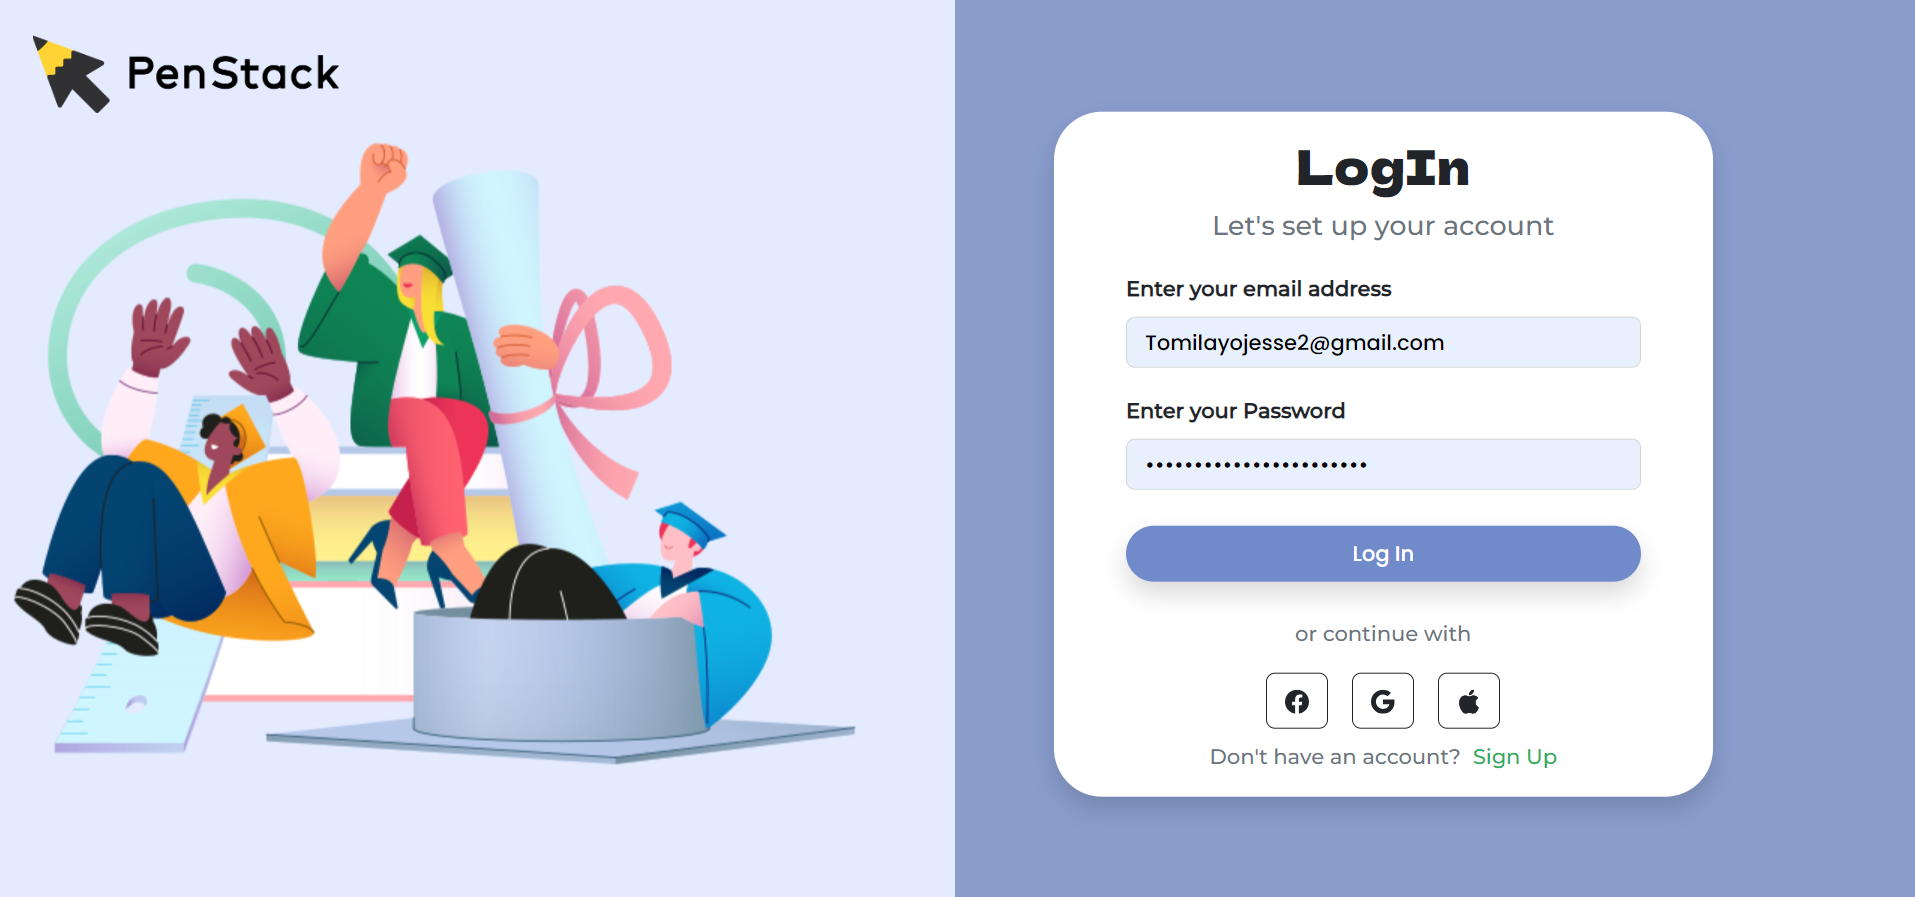 PenStack
LogIn
Let's set up your account
Enter your email address
Tomilayojesse2@gmail.com
Enter your Password
•••••••••••••••••••••••
Log In
or continue with
Don't have an account? Sign Up